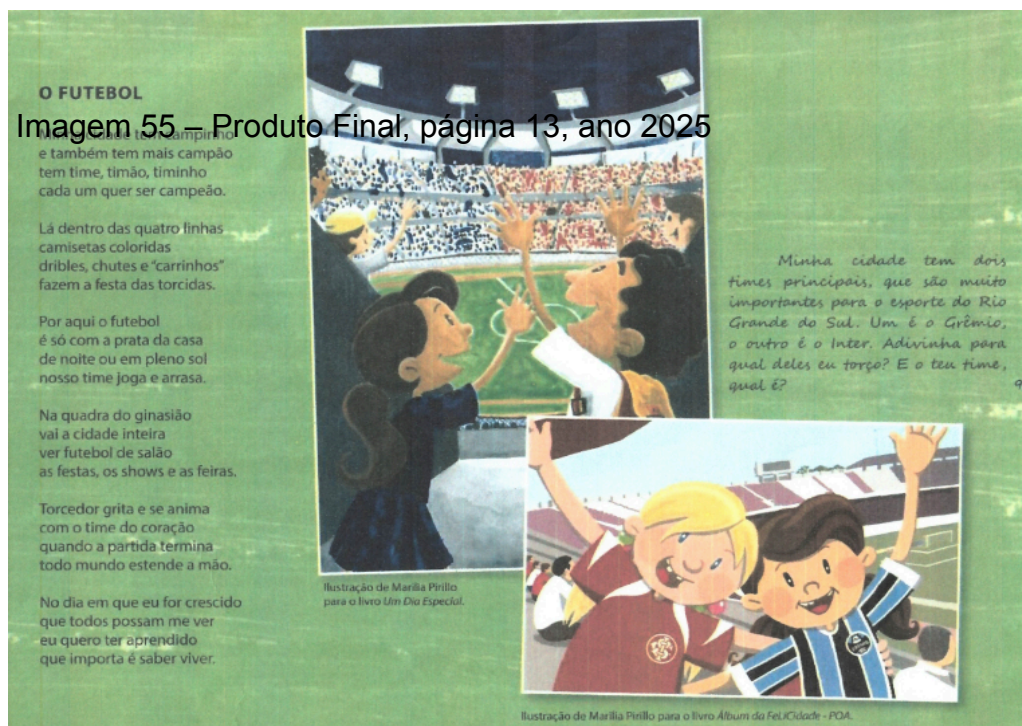 O FUTEBOL
Imagem 55 – Produto Final, página 13, ano 2025
e também tem mais campão
tem time, timão, timinho
cada um quer ser campeão.
Lá dentro das quatro linhas
camisetas coloridas
dribles, chutes e "carrinhos"
fazem a festa das torcidas.
Por aqui o futebol
é só com a prata da casa
de noite ou em pleno sol
nosso time joga e arrasa.
Na quadra do ginasião
vai a cidade inteira
ver futebol de salão
as festas, os shows e as feiras.
Torcedor grita e se anima
com o time do coração
quando a partida termina
todo mundo estende a mão.
No dia em que eu for crescido
que todos possam me ver
eu quero ter aprendido
que importa é saber viver.
Ilustração de Marilia Pirillo
para o livro Um Dia Especial.
Minha cidade tem dois
times principais, que são muito
importantes para o esporte do Rio
Grande do Sul. Um é o Grêmio,
o outro é o Inter. Adivinha para
qual deles eu torço? E o teu time,
qual é?
9
Ilustração de Marilia Pirillo para o livro Álbum da FeLICidade - POA.